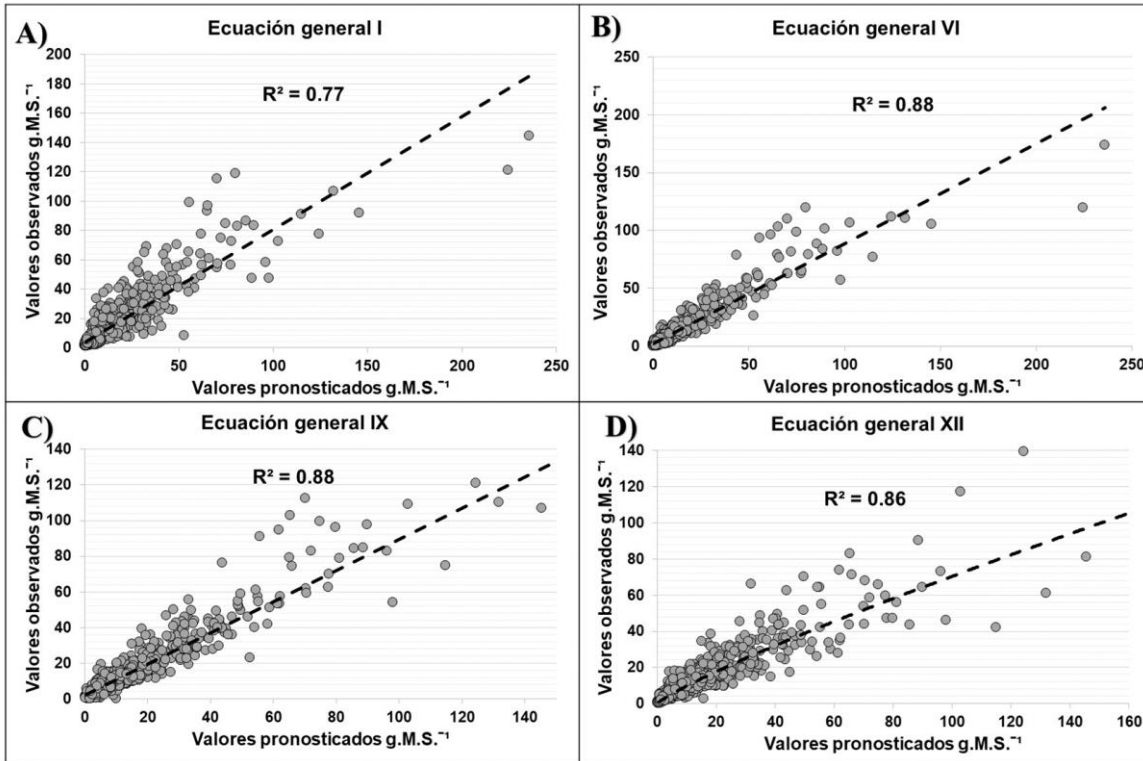 A)
Ecuación general I
R² = 0.77
Valores observados g.M.S.⁻¹
200
180
160
140
120
100
80
60
40
20
0
0 50 100 150 200 250
Valores pronosticados g.M.S.⁻¹
B)
Ecuación general VI
R² = 0.88
Valores observados g.M.S.⁻¹
250
200
150
100
50
0
0 50 100 150 200 250
Valores pronosticados g.M.S.⁻¹
C)
Ecuación general IX
R² = 0.88
Valores observados g.M.S.⁻¹
140
120
100
80
60
40
20
0
0 20 40 60 80 100 120 140
Valores pronosticados g.M.S.⁻¹
D)
Ecuación general XII
R² = 0.86
Valores observados g.M.S.⁻¹
140
120
100
80
60
40
20
0
0 20 40 60 80 100 120 140 160
Valores pronosticados g.M.S.⁻¹